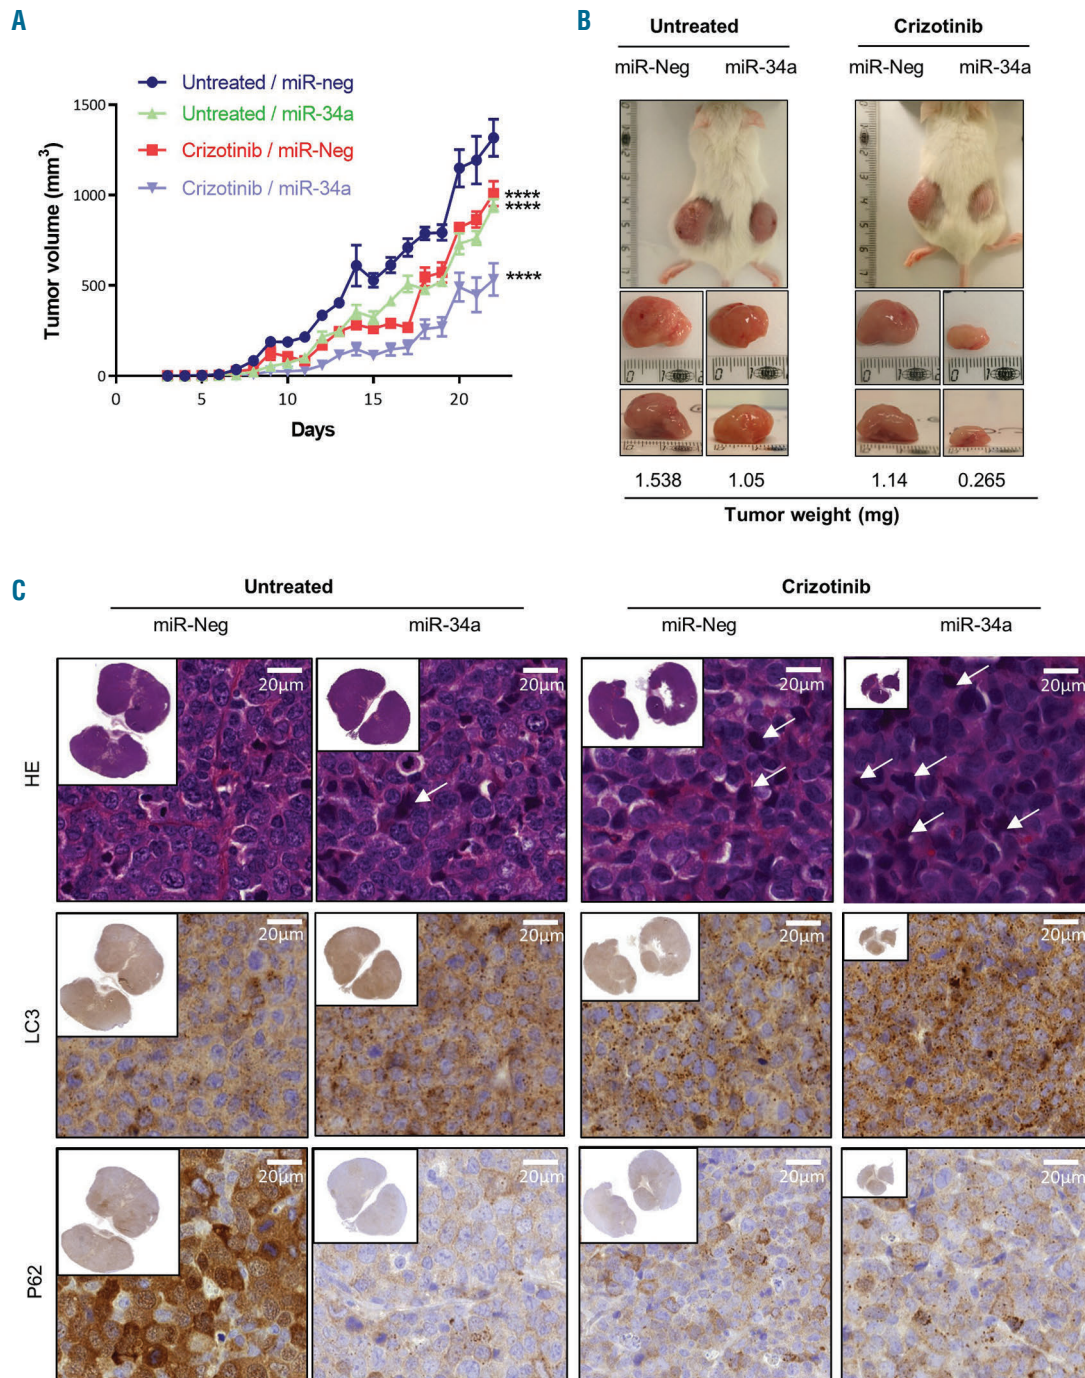 A
Untreated / miR-neg
Untreated / miR-34a
Crizotinib / miR-Neg
Crizotinib / miR-34a
Tumor volume (mm³)
1500
1000
500
0
0 5 10 15 20
Days
****
****
****
B
Untreated Crizotinib
miR-Neg miR-34a miR-Neg miR-34a
1.538 1.05 1.14 0.265
Tumor weight (mg)
C
Untreated Crizotinib
miR-Neg miR-34a miR-Neg miR-34a
HE
20µm 20µm 20µm 20µm
LC3
20µm 20µm 20µm 20µm
P62
20µm 20µm 20µm 20µm